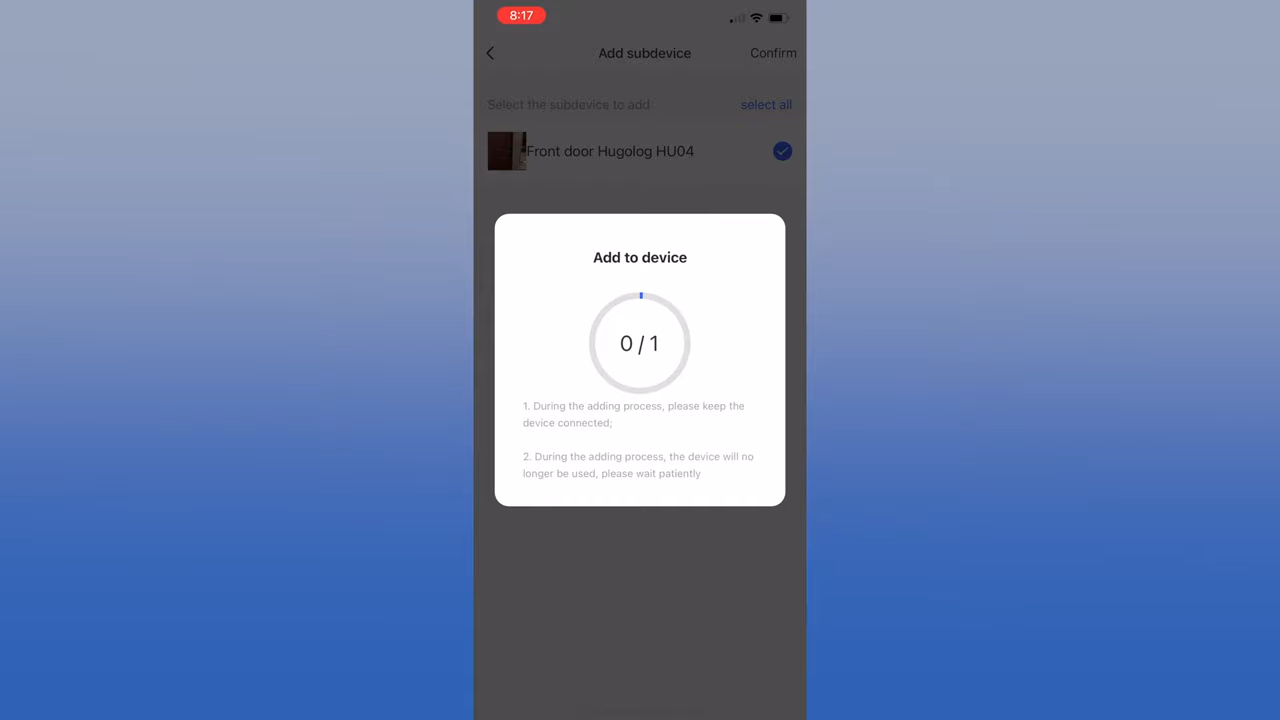 8:17
Add subdevice
Confirm
Select the subdevice to add
select all
Front door Hugolog HU04
Add to device
0 / 1
1. During the adding process, please keep the
device connected;
2. During the adding process, the device will no
longer be used, please wait patiently